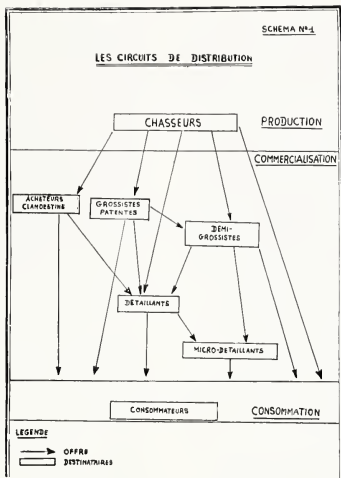 SCHEMA Nº-1
LES CIRCUITS DE DISTRIBUTION
CHASSEURS
PRODUCTION
COMMERCIALISATION
ACHETEURS
CLANDESTINS
GROSSISTES
PATENTES
DEMI-
GROSSISTES
DETAILLANTS
MICRO-DETAILLANTS
CONSOMMATEURS
CONSOMMATION
LEGENDE
OFFRE
DESTINATAIRES